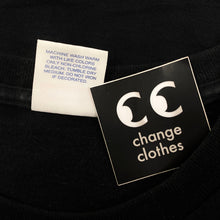 MACHINE WASH WARM
WITH LIKE COLORS
ONLY NON-CHLORINE
BLEACH. TUMBLE DRY
MEDIUM. DO NOT IRON
IF DECORATED.
CC
change
clothes